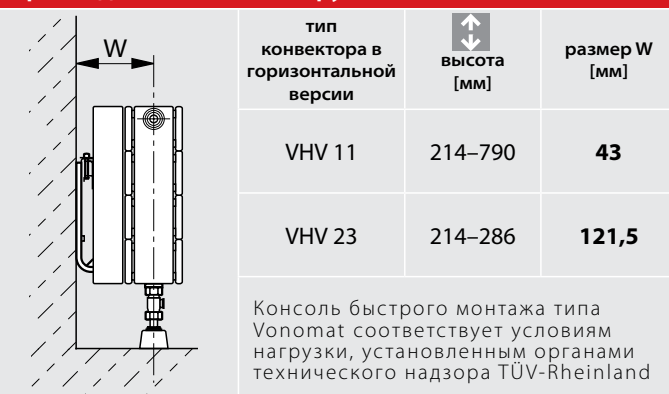 W
тип
конвектора в
горизонтальной
версии
высота
[мм]
размер W
[мм]
VHV 11 214–790 43
VHV 23 214–286 121,5
Консоль быстрого монтажа типа
Vonomat соответствует условиям
нагрузки, установленным органами
технического надзора TÜV-Rheinland